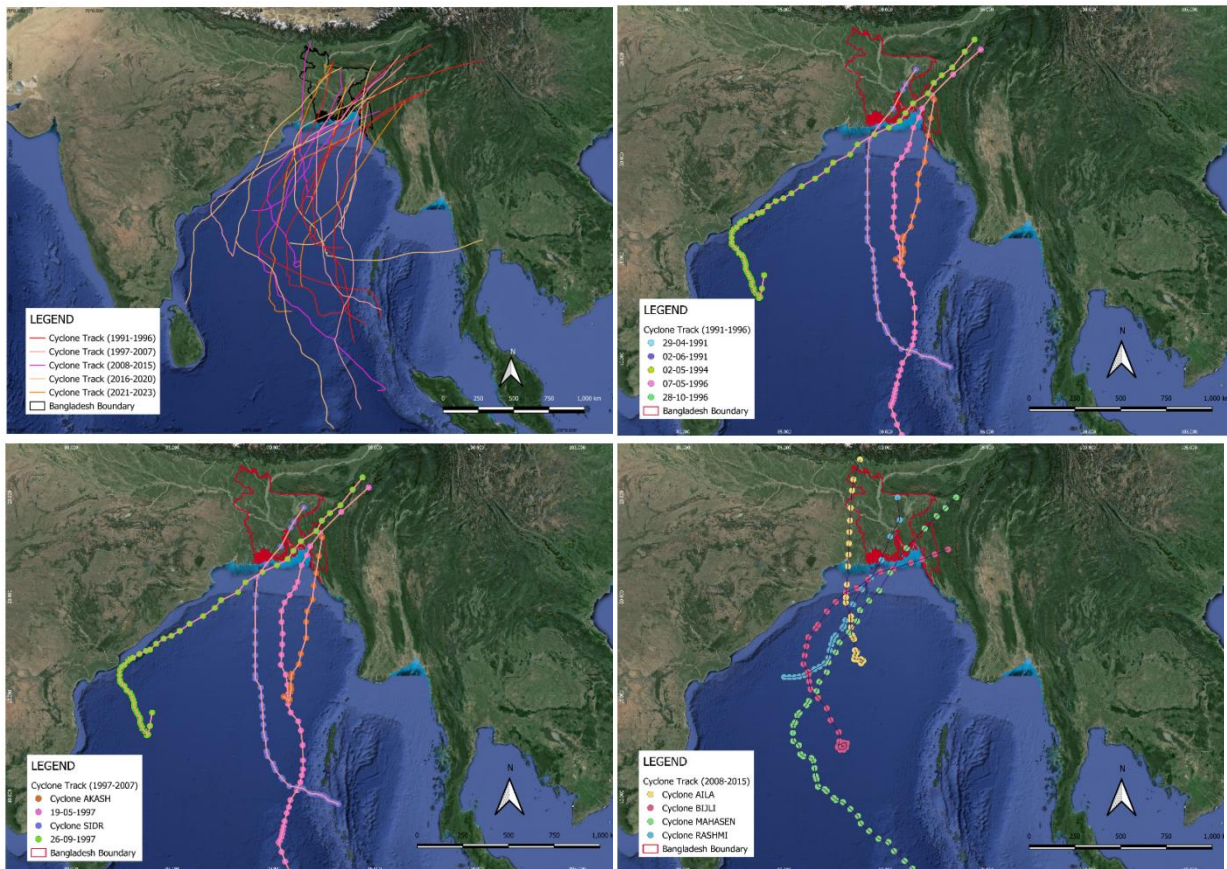 LEGEND
Cyclone Track (1991-1996)
Cyclone Track (1997-2007)
Cyclone Track (2008-2015)
Cyclone Track (2016-2020)
Cyclone Track (2021-2023)
Bangladesh Boundary
N
0 250 500 750 1,000 km
LEGEND
Cyclone Track (1991-1996)
29-04-1991
02-06-1991
02-05-1994
07-05-1996
28-10-1996
Bangladesh Boundary
N
0 250 500 750 1,000 km
LEGEND
Cyclone Track (1997-2007)
Cyclone AKASH
19-05-1997
Cyclone SIDR
26-09-1997
Bangladesh Boundary
N
0 250 500 750 1,000 km
LEGEND
Cyclone Track (2008-2015)
Cyclone AILA
Cyclone BIJLI
Cyclone MAHASEN
Cyclone RASHMI
Bangladesh Boundary
N
0 250 500 750 1,000 km